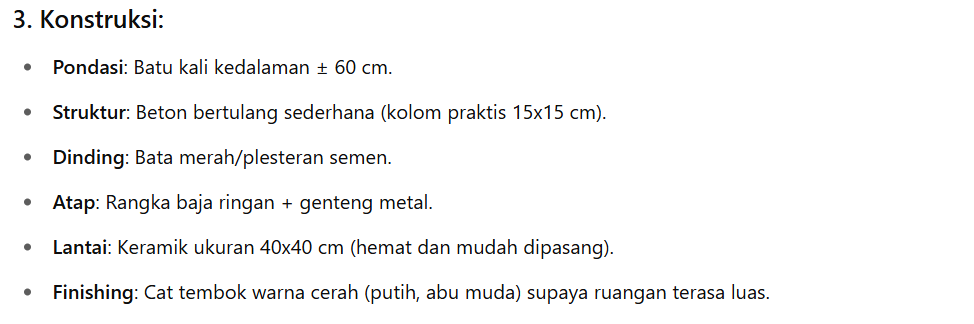 3. Konstruksi:
• Pondasi: Batu kali kedalaman ± 60 cm.
• Struktur: Beton bertulang sederhana (kolom praktis 15x15 cm).
• Dinding: Bata merah/plesteran semen.
• Atap: Rangka baja ringan + genteng metal.
• Lantai: Keramik ukuran 40x40 cm (hemat dan mudah dipasang).
• Finishing: Cat tembok warna cerah (putih, abu muda) supaya ruangan terasa luas.